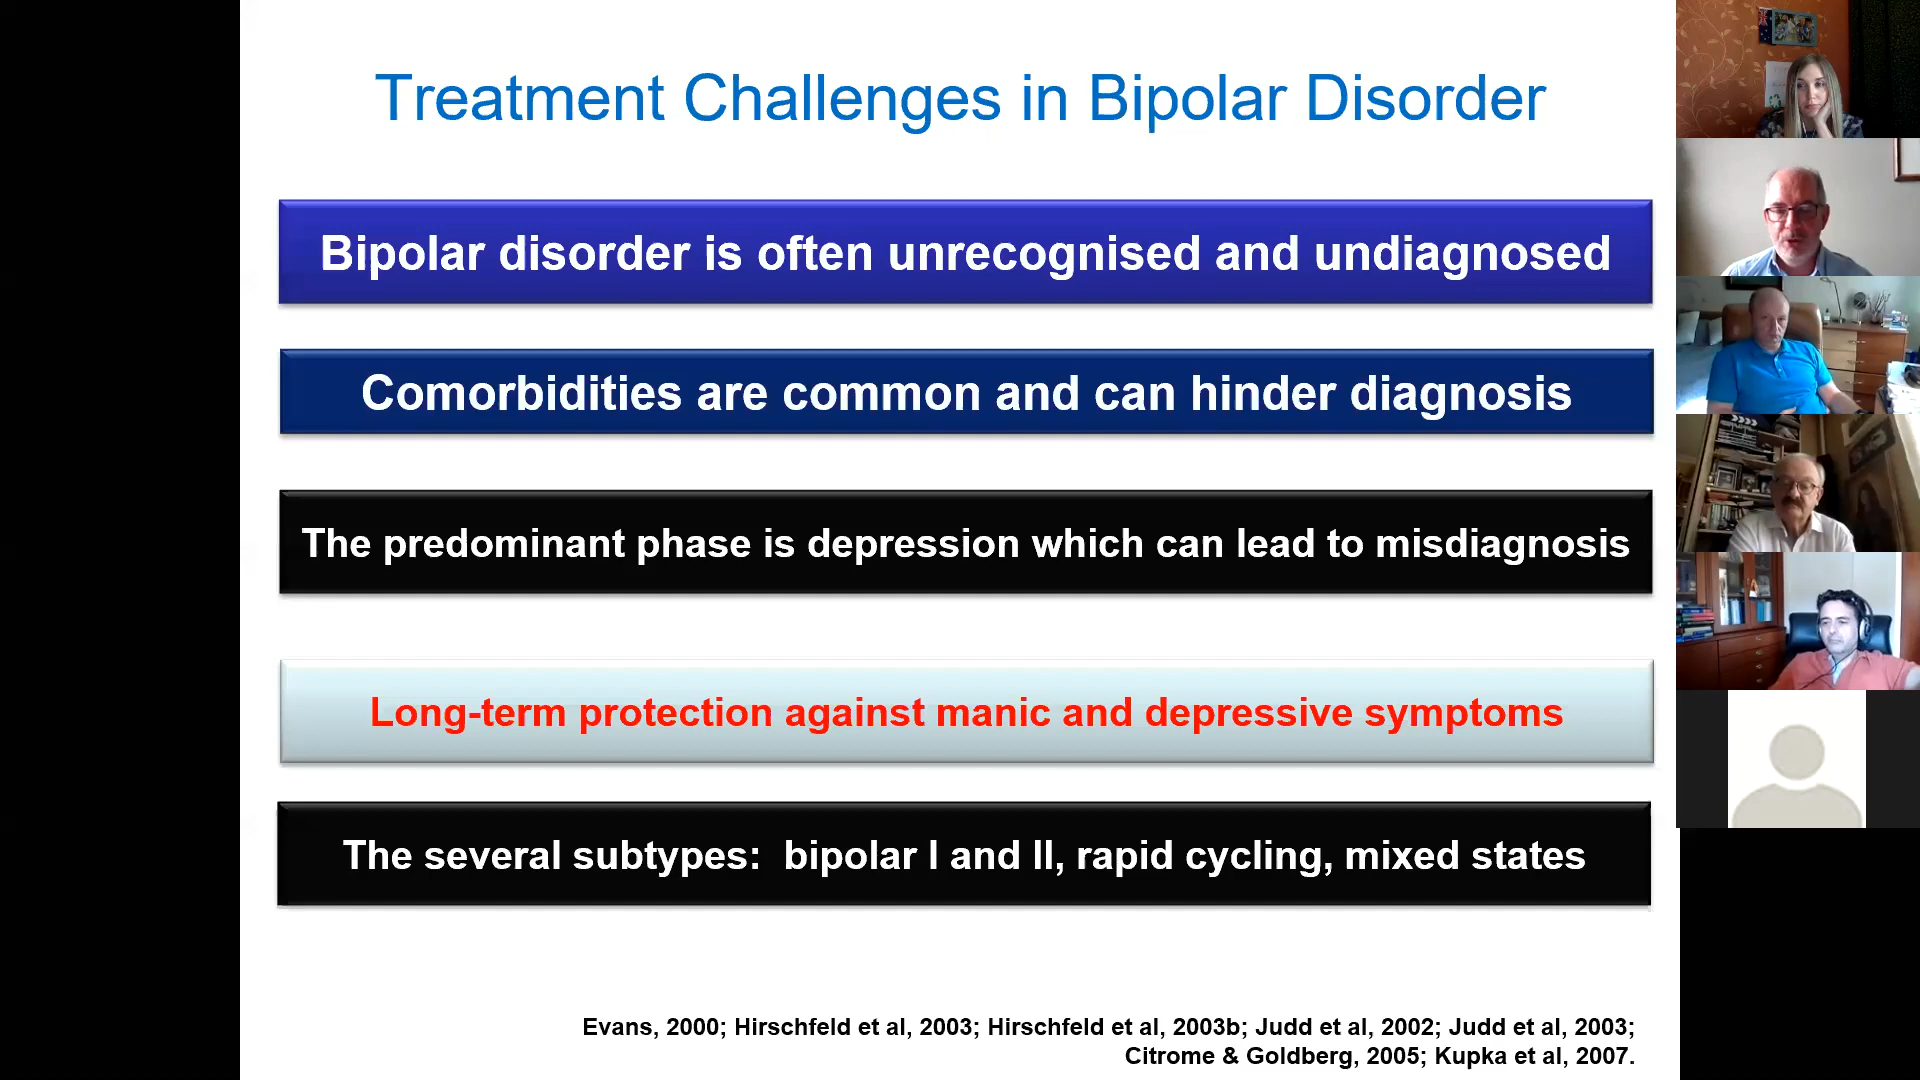 Treatment Challenges in Bipolar Disorder
Bipolar disorder is often unrecognised and undiagnosed
Comorbidities are common and can hinder diagnosis
The predominant phase is depression which can lead to misdiagnosis
Long-term protection against manic and depressive symptoms
The several subtypes:  bipolar I and II, rapid cycling, mixed states
Evans, 2000; Hirschfeld et al, 2003; Hirschfeld et al, 2003b; Judd et al, 2002; Judd et al, 2003;
Citrome & Goldberg, 2005; Kupka et al, 2007.